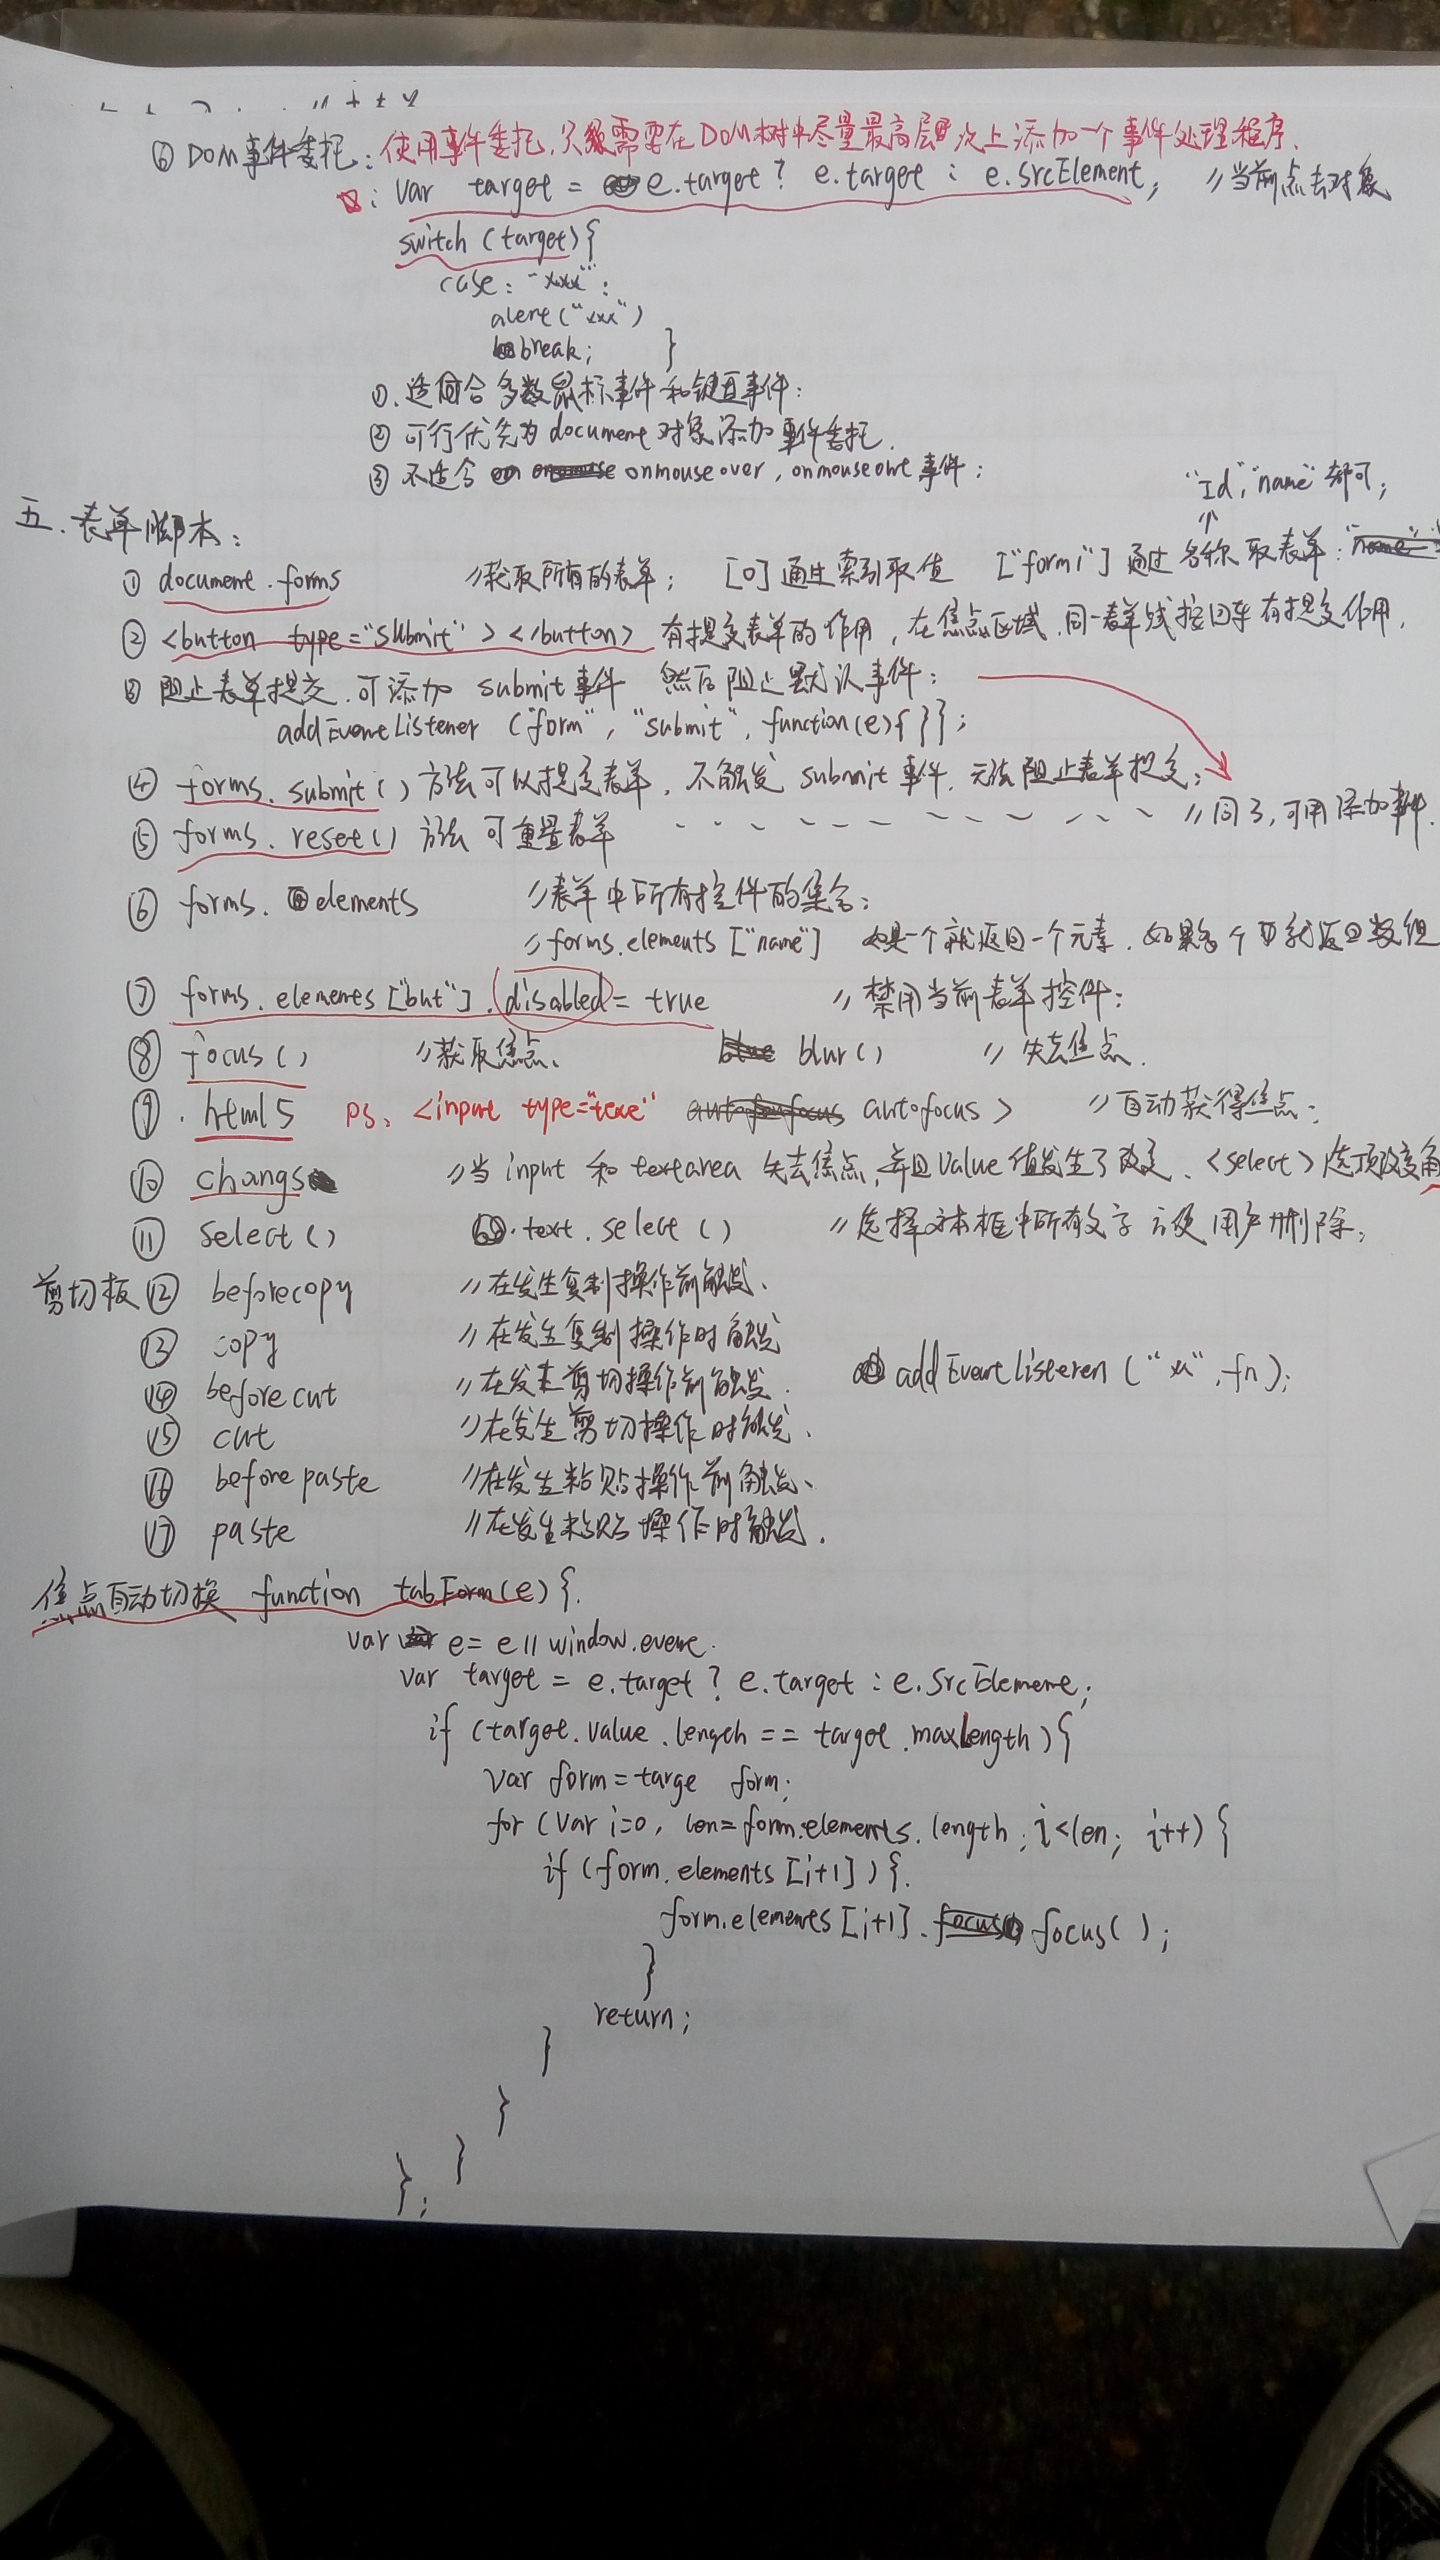 ⑥ DOM事件委托：使用事件委托，只需要在DOM树中尽量最高层次上添加一个事件处理程序.
: var target = e.target ? e.target : e.srcElement; //当前点击对象
switch (target){
case: "xxx":
alert("xxx")
break; }
①. 适合多数鼠标事件和键盘事件:
② 可行优先为document对象添加事件委托.
③ 不适合 onmouseover, onmouseout 事件;
"Id", "name" 都可;
五. 表单脚本:
① document.forms //获取所有的表单; [0]通过索引取值 ["form1"] 通过名称取表单:
② <button type="submit"></button> 有提交表单的作用, 在焦点区域, 同一表单线按回车有提交作用,
③ 阻止表单提交, 可添加 submit事件 然后阻止默认事件;
addEventListener ("form", "submit", function(e){ }};
④ forms.submit() 方法可以提交表单, 不触发 submit 事件, 无法阻止表单提交;
⑤ forms.reset() 方法可重置表单 //同3, 可用添加事件.
⑥ forms.elements //表单中所有控件的集合;
//forms.elements["name"] 如果一个就返回一个元素, 如果多个就返回数组
⑦ forms.elements["but"].disabled = true //禁用当前表单控件;
⑧ focus() //获取焦点、 blur() //失去焦点.
⑨. html5 ps、<input type="text" autofocus> //自动获得焦点;
⑩ changs //当 input 和 textarea 失去焦点, 并且 value 值发生了改变、<select>选项改变
⑪ select() text.select() //选择文本框中所有文字 方便用户删除;
剪切板 ⑫ beforecopy //在发生复制操作前触发、
⑬ copy //在发生复制操作时触发
⑭ beforecut //在发生剪切操作前触发. addEventListeren ("xx", fn);
⑮ cut //在发生剪切操作时触发、
⑯ beforepaste //在发生粘贴操作前触发、
⑰ paste //在发生粘贴操作时触发.
焦点自动切换 function tabForm(e){.
var e = e || window.event.
var target = e.target ? e.target : e.SrcElement;
if (target.value.length == target.maxLength){
var form = targe form;
for (var i=0, len=form.elements.length; i<len; i++){
if (form.elements[i+1]){.
form.elements[i+1].focus();
}
return;
}
}
}
};